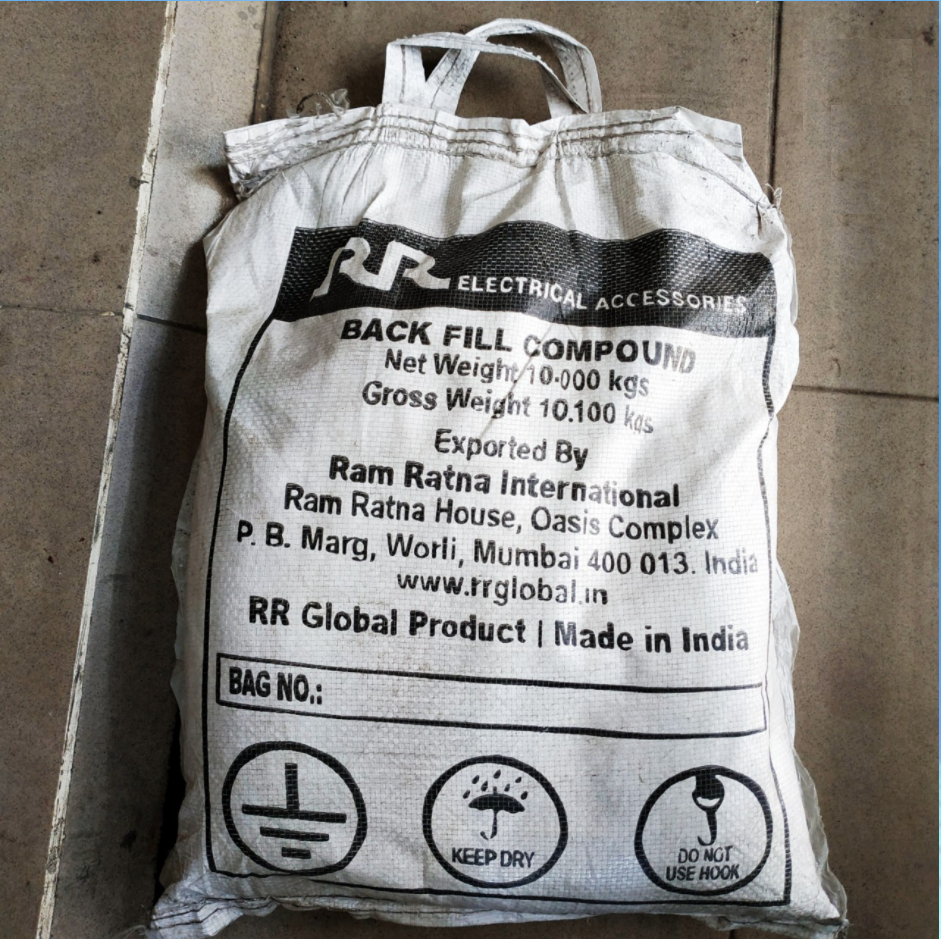 RR ELECTRICAL ACCESSORIES
BACK FILL COMPOUND
Net Weight 10.000 kgs
Gross Weight 10.100 kgs
Exported By
Ram Ratna International
Ram Ratna House, Oasis Complex
P. B. Marg, Worli, Mumbai 400 013. India
www.rrglobal.in
RR Global Product | Made in India
BAG NO.:
KEEP DRY
DO NOT
USE HOOK